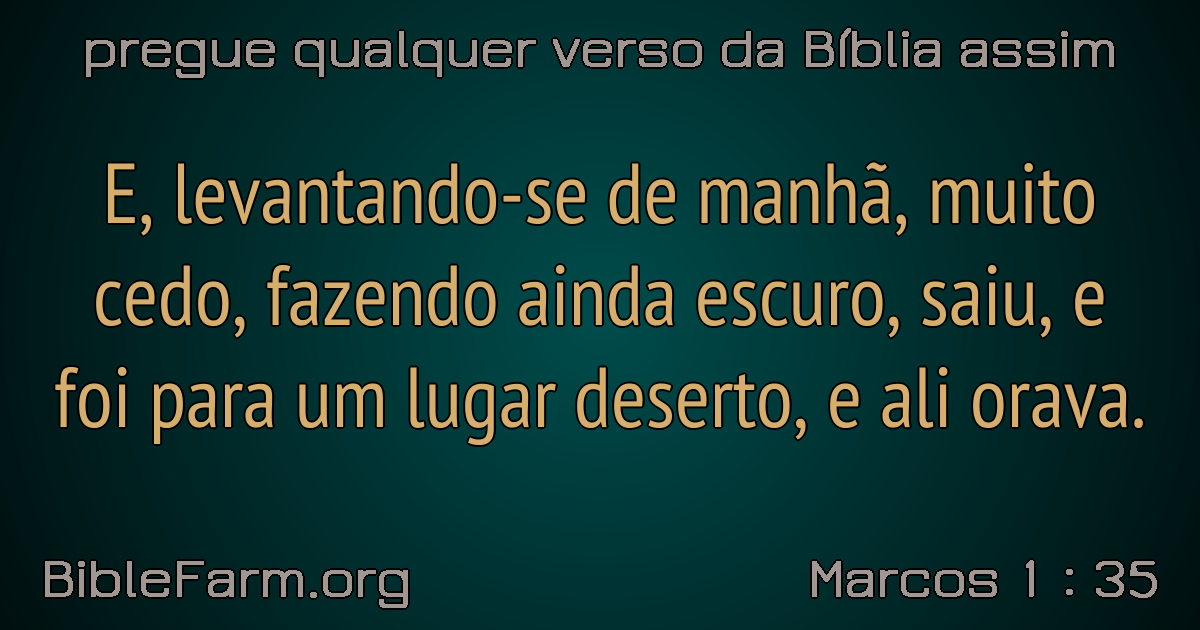 pregue qualquer verso da Bíblia assim
E, levantando-se de manhã, muito
cedo, fazendo ainda escuro, saiu, e
foi para um lugar deserto, e ali orava.
BibleFarm.org
Marcos 1 : 35